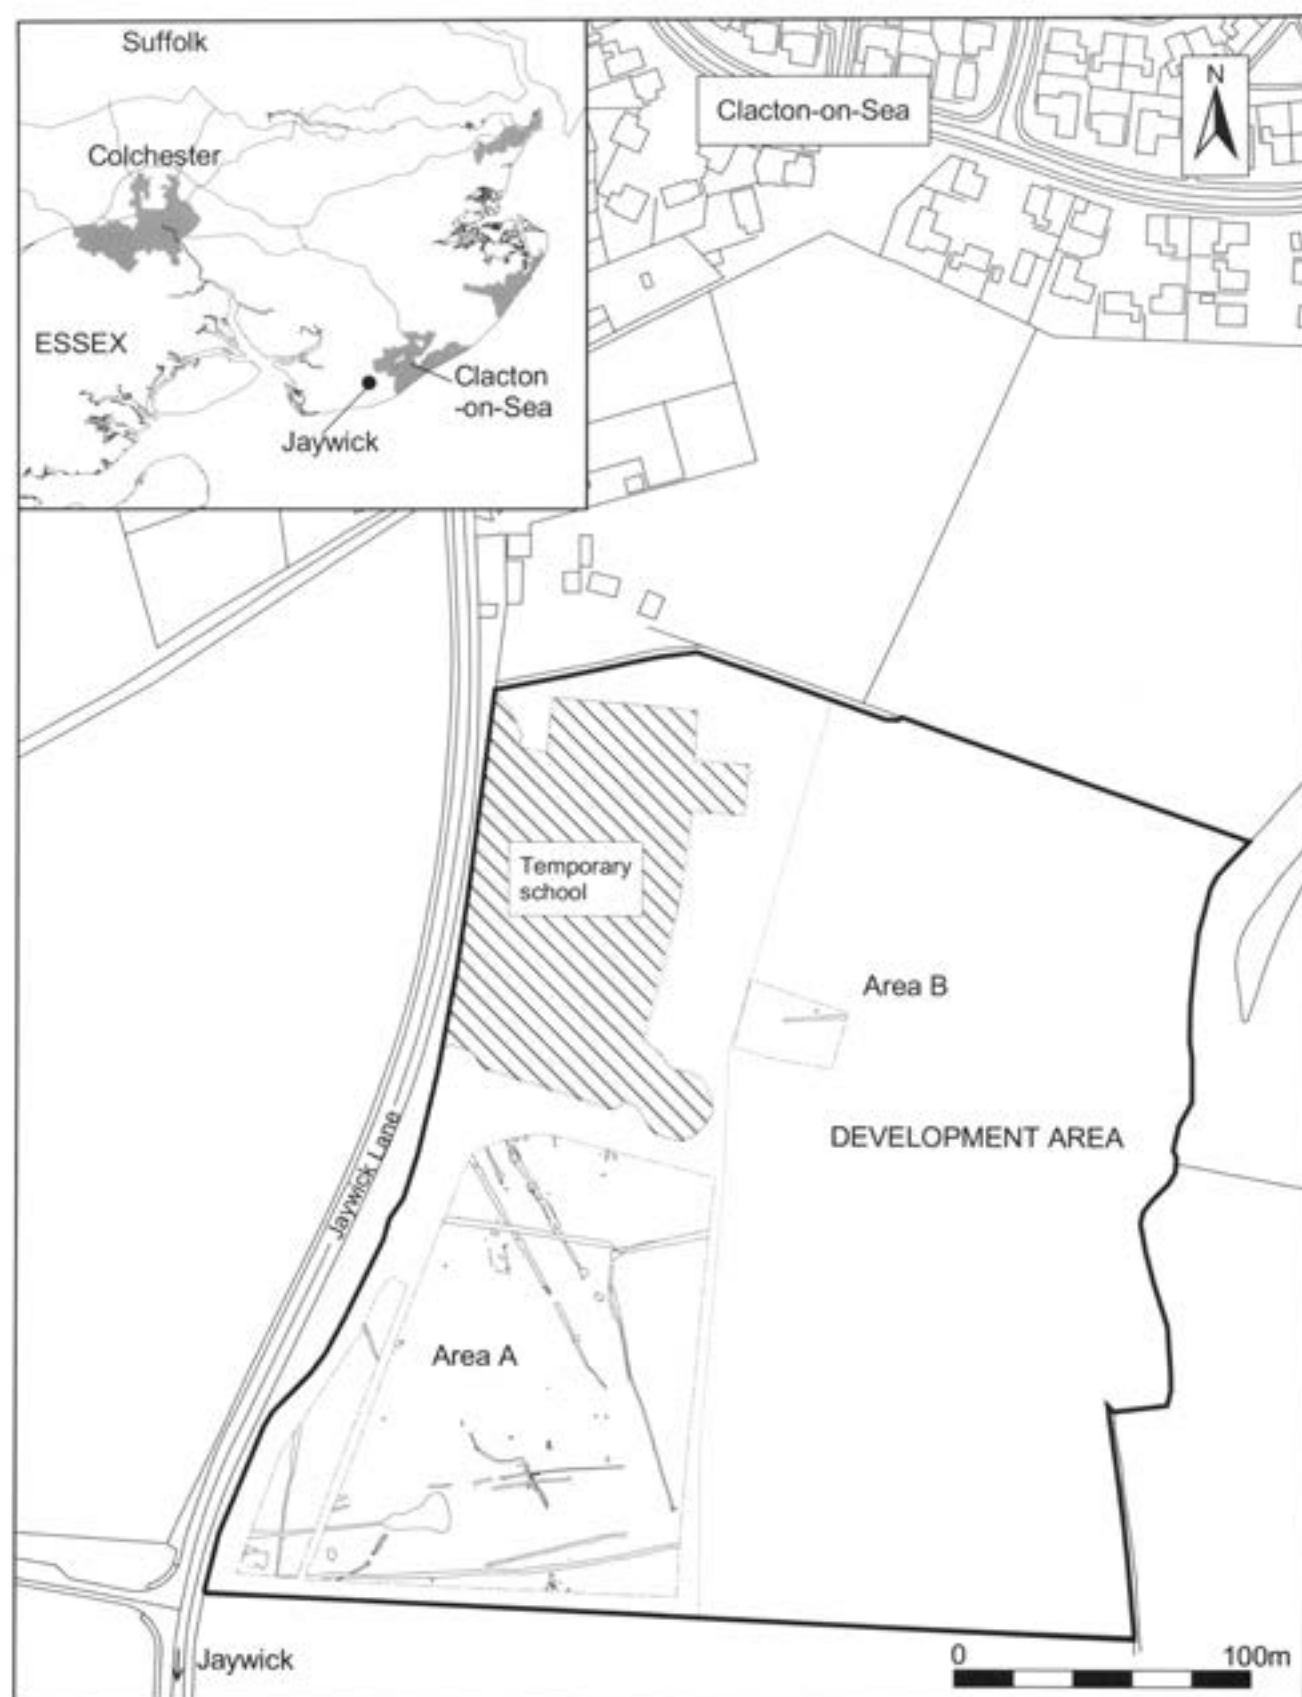 Suffolk
Colchester
ESSEX
Clacton
-on-Sea
Jaywick
Clacton-on-Sea
N
Temporary
school
Area B
DEVELOPMENT AREA
Jaywick Lane
Area A
Jaywick
0 100m